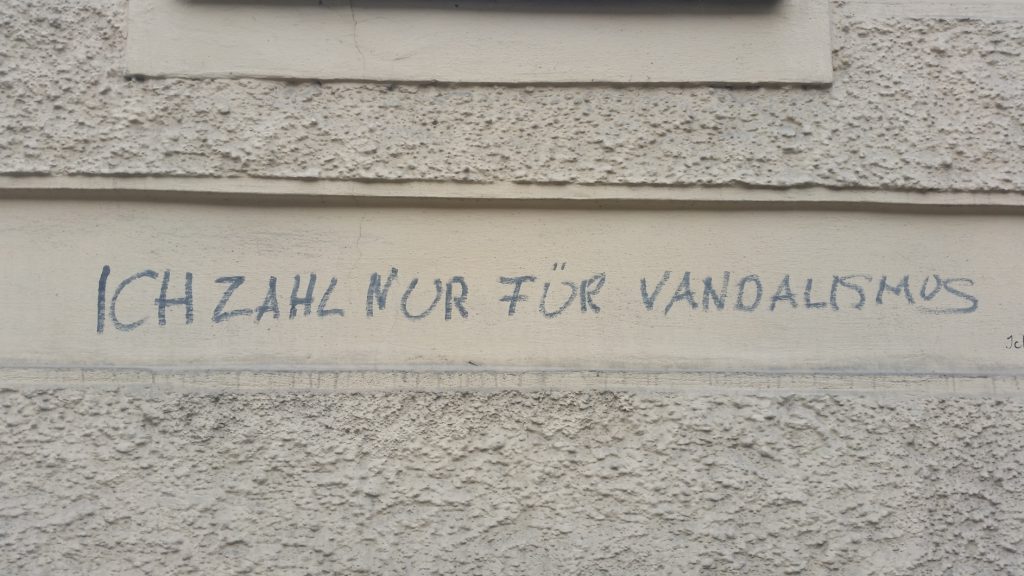 ICH ZAHL NUR FÜR VANDALISMUS